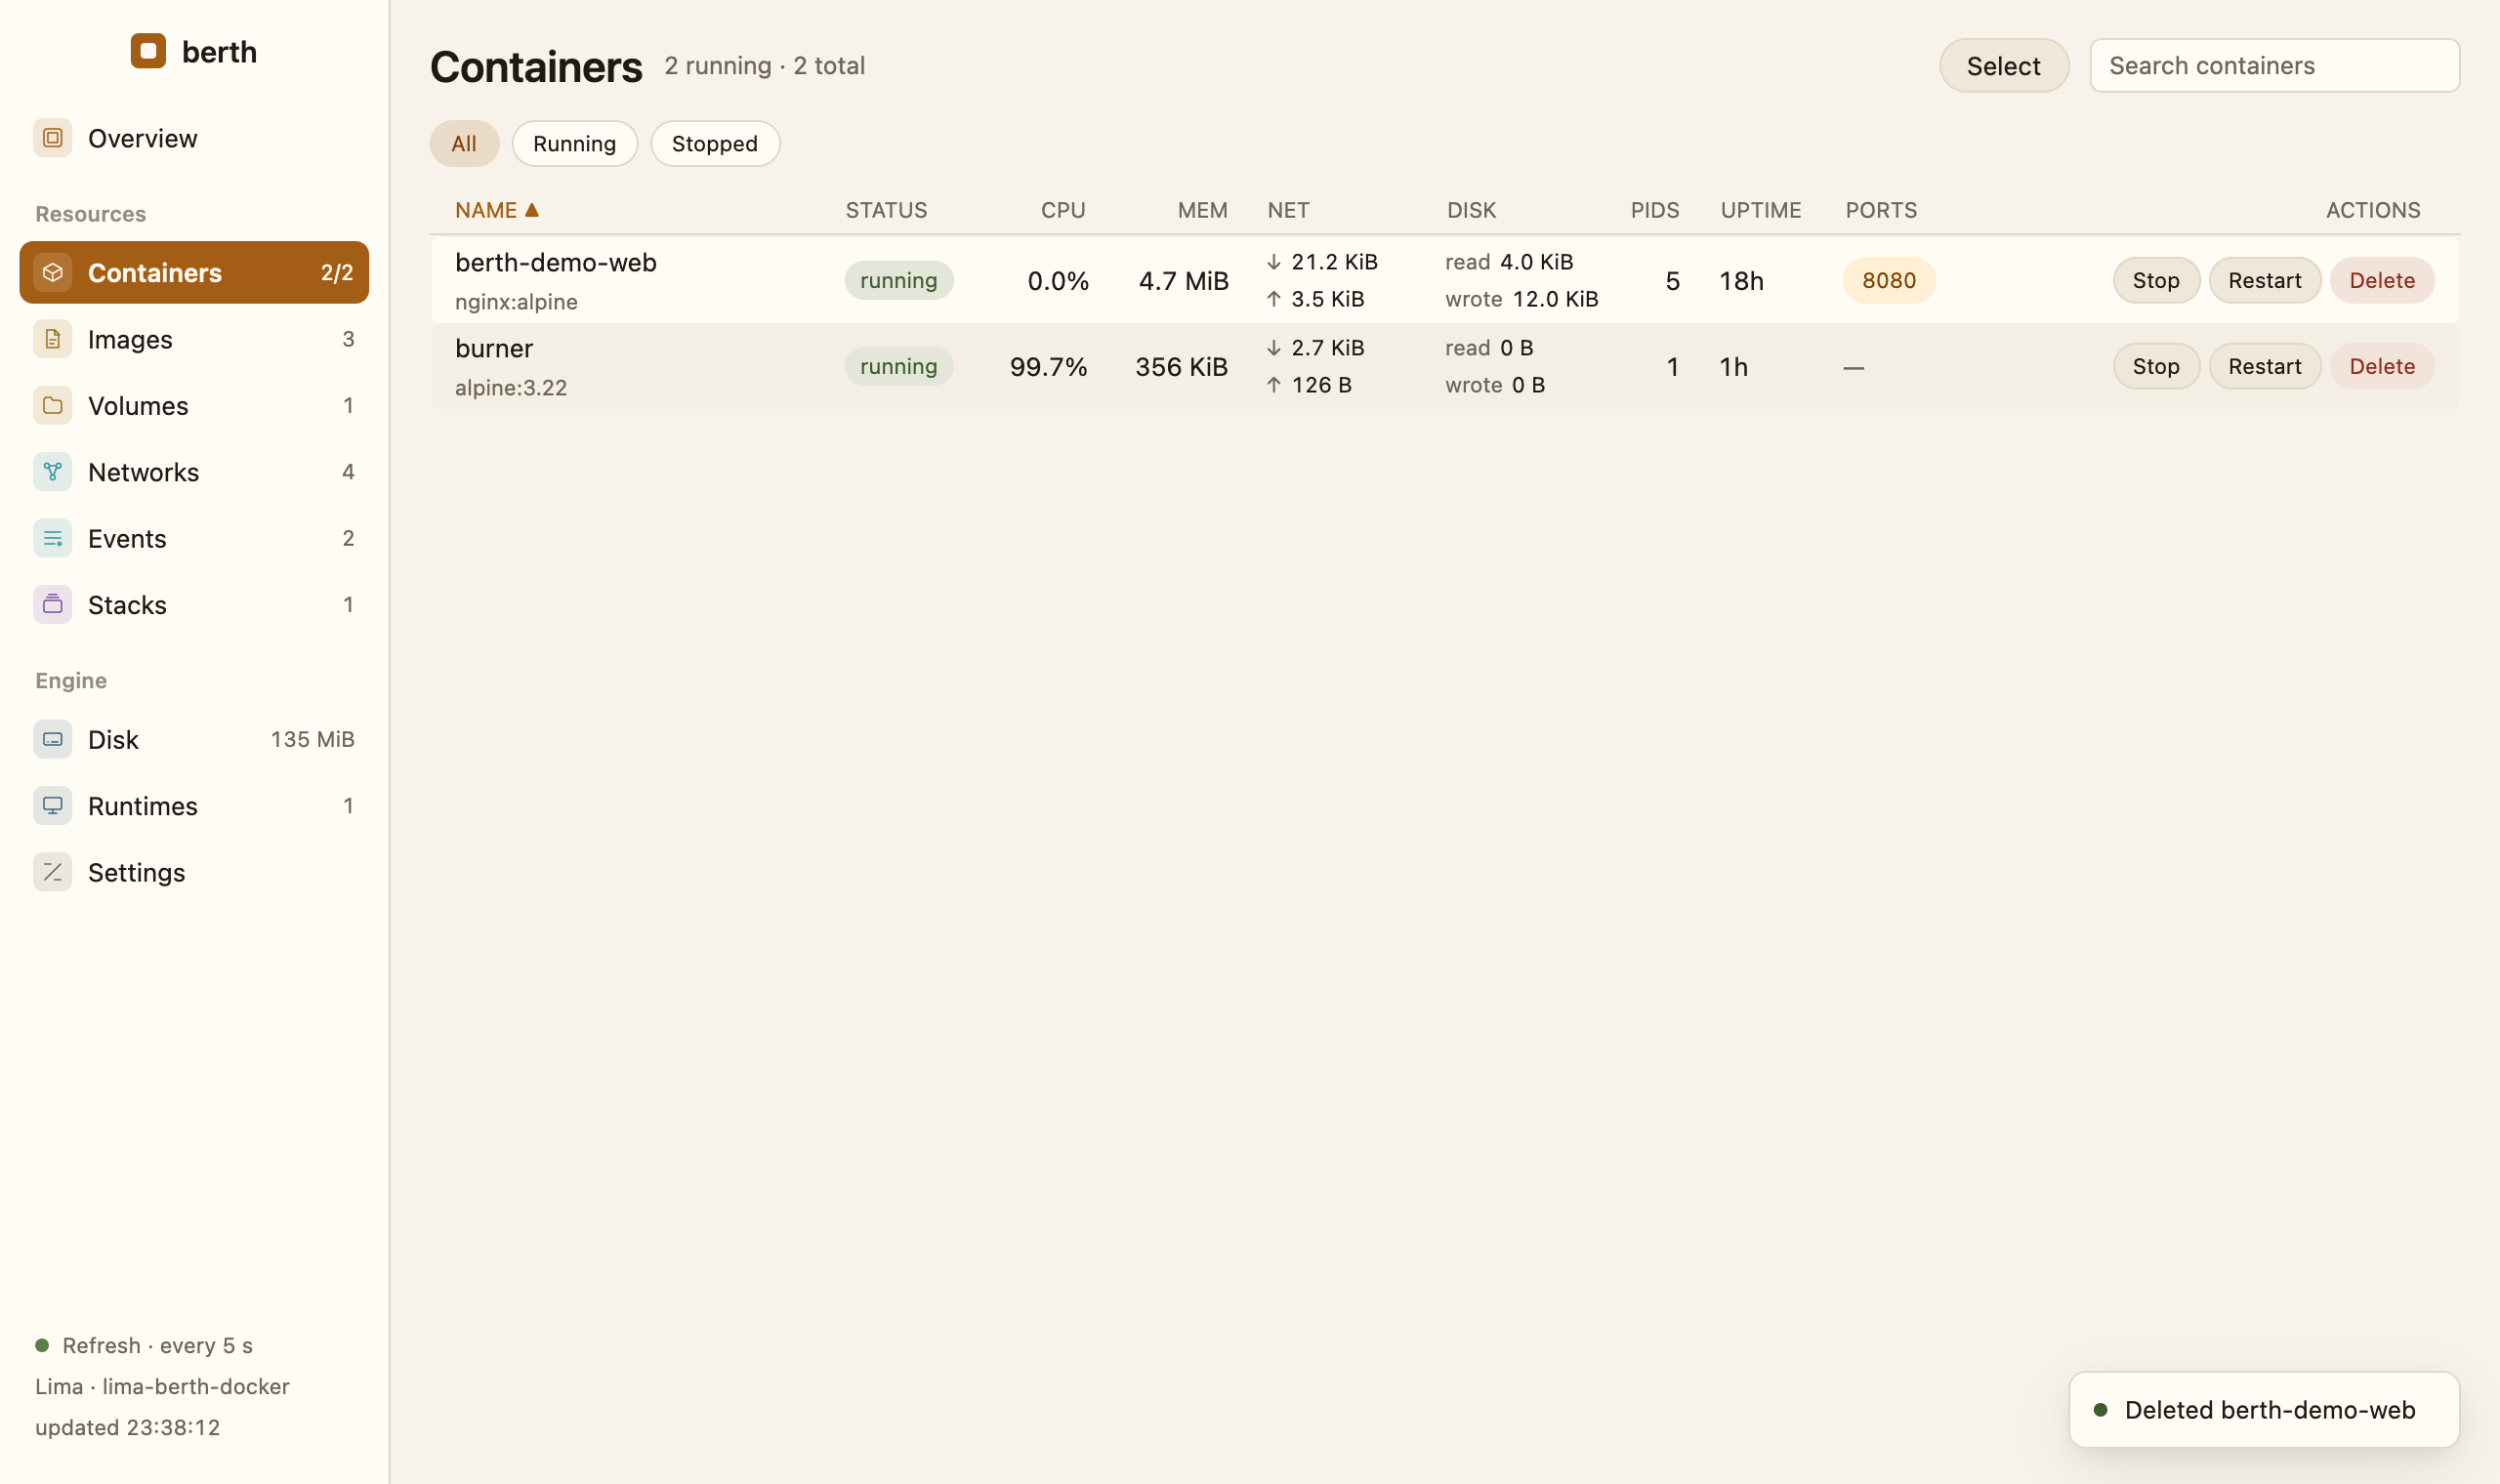 berth
Overview
Resources
Containers 2/2
Images 3
Volumes 1
Networks 4
Events 2
Stacks 1
Engine
Disk 135 MiB
Runtimes 1
Settings
Refresh · every 5 s
Lima · lima-berth-docker
updated 23:38:12
Containers 2 running · 2 total
Select
Search containers
All Running Stopped
NAME ▲ STATUS CPU MEM NET DISK PIDS UPTIME PORTS ACTIONS
berth-demo-web
nginx:alpine
running 0.0% 4.7 MiB
↓ 21.2 KiB
↑ 3.5 KiB
read 4.0 KiB
wrote 12.0 KiB
5 18h 8080 Stop Restart Delete
burner
alpine:3.22
running 99.7% 356 KiB
↓ 2.7 KiB
↑ 126 B
read 0 B
wrote 0 B
1 1h — Stop Restart Delete
Deleted berth-demo-web